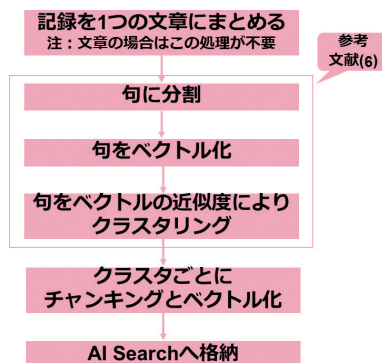 記録を1つの文章にまとめる
注：文章の場合はこの処理が不要
参考
文献(6)
句に分割
句をベクトル化
句をベクトルの近似度により
クラスタリング
クラスタごとに
チャンキングとベクトル化
AI Searchへ格納